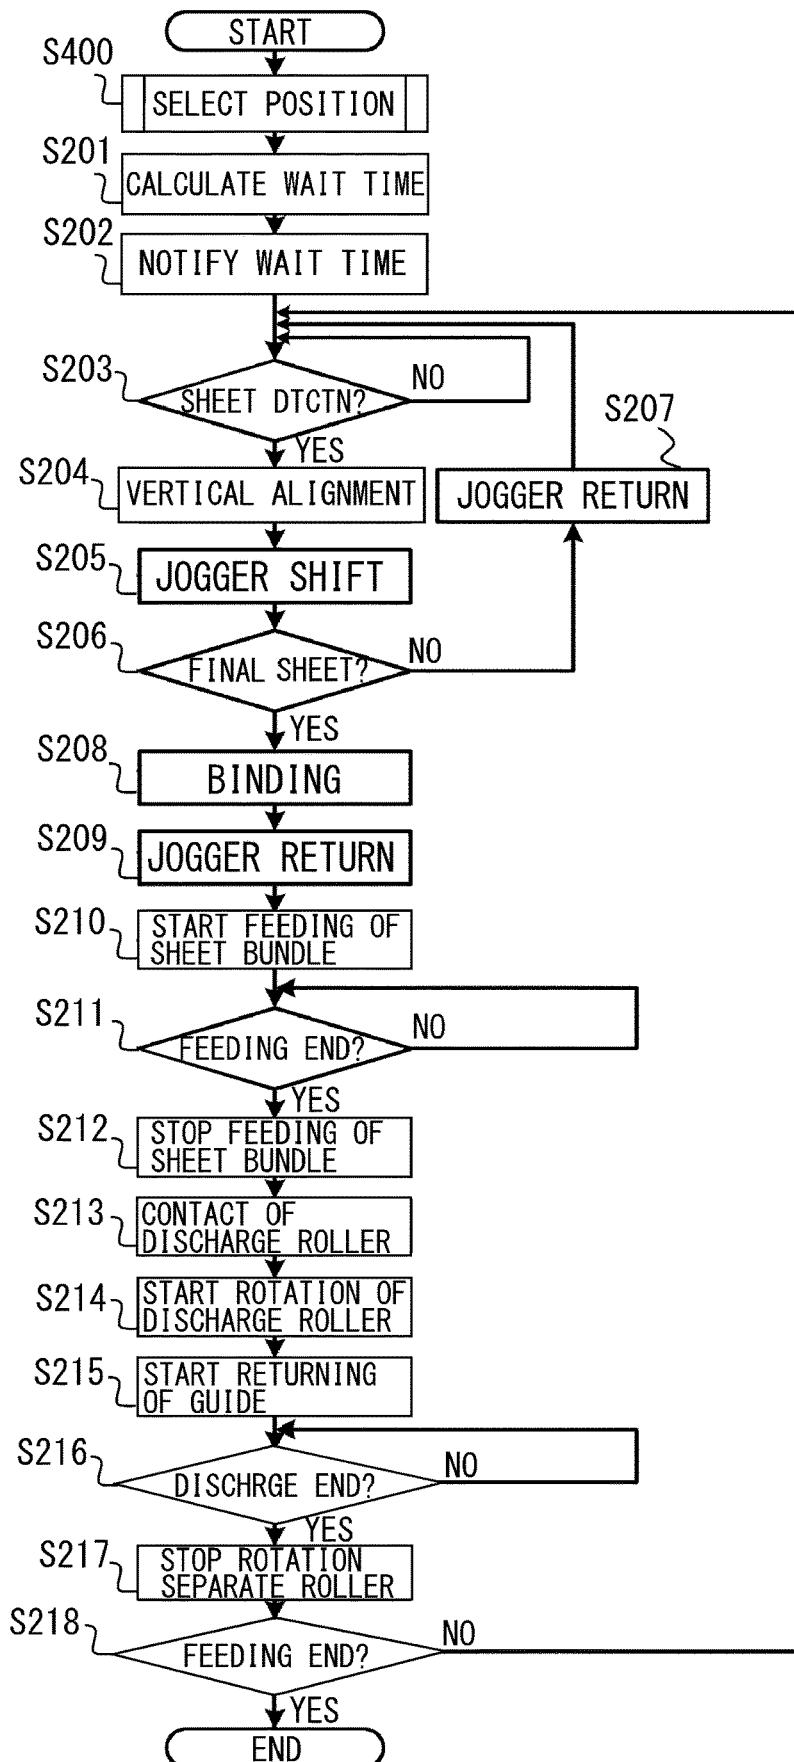 START
S400
SELECT POSITION
S201
CALCULATE WAIT TIME
S202
NOTIFY WAIT TIME
S203
SHEET DTCTN?
NO
YES
S207
JOGGER RETURN
S204
VERTICAL ALIGNMENT
S205
JOGGER SHIFT
S206
FINAL SHEET?
NO
YES
S208
BINDING
S209
JOGGER RETURN
S210
START FEEDING OF
SHEET BUNDLE
S211
FEEDING END?
NO
YES
S212
STOP FEEDING OF
SHEET BUNDLE
S213
CONTACT OF
DISCHARGE ROLLER
S214
START ROTATION OF
DISCHARGE ROLLER
S215
START RETURNING
OF GUIDE
S216
DISCHRGE END?
NO
YES
S217
STOP ROTATION
SEPARATE ROLLER
S218
FEEDING END?
NO
YES
END